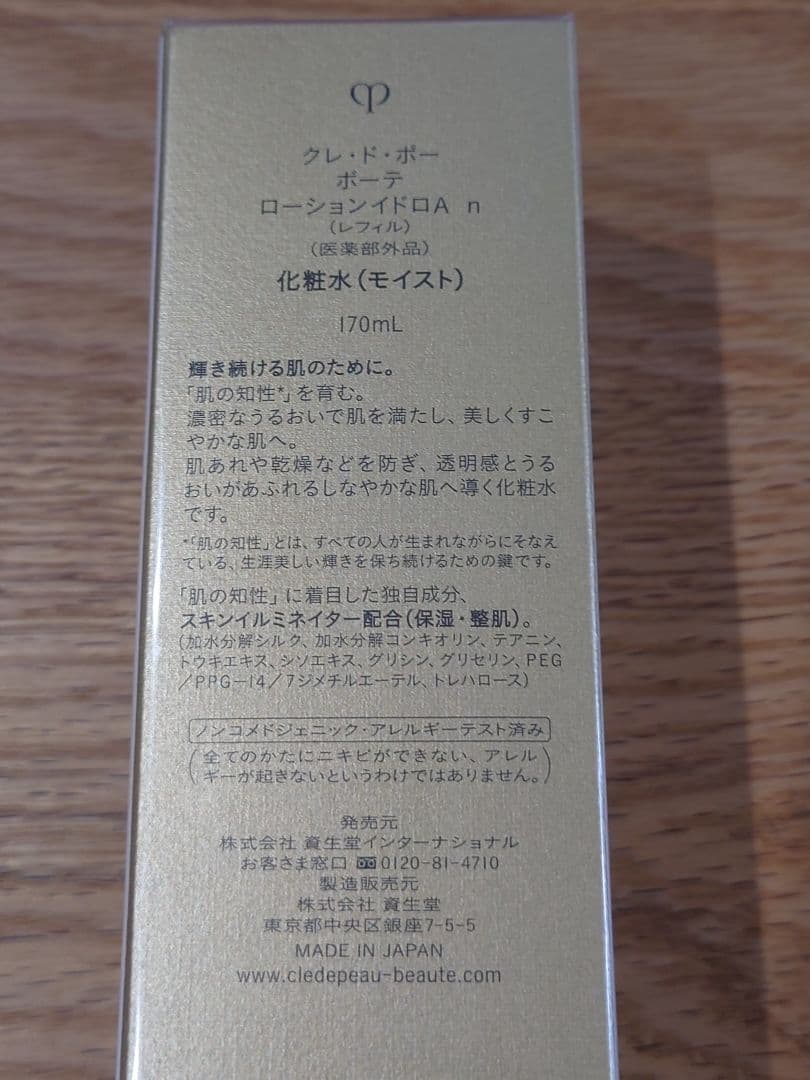 クレ・ド・ポー
ボーテ
ローションイドロA n
(レフィル)
(医薬部外品)
化粧水(モイスト)
170mL
輝き続ける肌のために。
「肌の知性*」を育む。
濃密なうるおいで肌を満たし、美しくすこ
やかな肌へ。
肌あれや乾燥などを防ぎ、透明感とうる
おいがあふれるしなやかな肌へ導く化粧水
です。
*「肌の知性」とは、すべての人が生まれながらにそなえ
ている、生涯美しい輝きを保ち続けるための鍵です。
「肌の知性」に着目した独自成分、
スキンイルミネイター配合(保湿・整肌)。
(加水分解シルク、加水分解コンキオリン、テアニン、
トウキエキス、シソエキス、グリシン、グリセリン、PEG
/PPG-14/7ジメチルエーテル、トレハロース)
ノンコメドジェニック・アレルギーテスト済み
(全てのかたにニキビができない、アレル
ギーが起きないというわけではありません。)
発売元
株式会社 資生堂インターナショナル
お客さま窓口 0120-81-4710
製造販売元
株式会社 資生堂
東京都中央区銀座7-5-5
MADE IN JAPAN
www.cledepeau-beaute.com